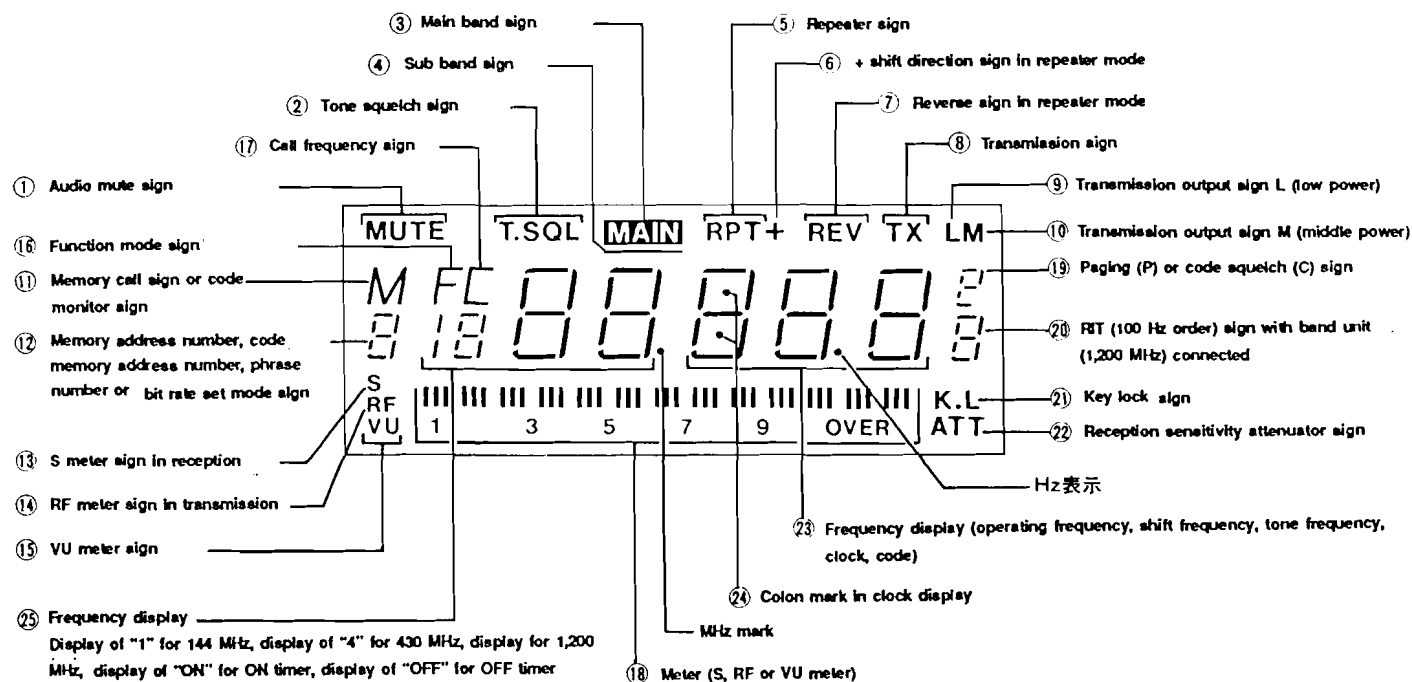 ③ Main band sign
⑤ Repeater sign
④ Sub band sign
⑥ + shift direction sign in repeater mode
② Tone squelch sign
⑦ Reverse sign in repeater mode
⑰ Call frequency sign
⑧ Transmission sign
① Audio mute sign
⑨ Transmission output sign L (low power)
MUTE T.SQL MAIN RPT+ REV TX LM
⑩ Transmission output sign M (middle power)
⑯ Function mode sign
⑲ Paging (P) or code squelch (C) sign
M FC
⑪ Memory call sign or code
monitor sign
⑫ Memory address number, code
memory address number, phrase
number or bit rate set mode sign
⑳ RIT (100 Hz order) sign with band unit
(1,200 MHz) connected
S
RF
VU
1 3 5 7 9 OVER
K.L
ATT
㉑ Key lock sign
㉒ Reception sensitivity attenuator sign
⑬ S meter sign in reception
Hz表示
⑭ RF meter sign in transmission
㉓ Frequency display (operating frequency, shift frequency, tone frequency,
clock, code)
⑮ VU meter sign
㉔ Colon mark in clock display
㉕ Frequency display
Display of "1" for 144 MHz, display of "4" for 430 MHz, display for 1,200
MHz, display of "ON" for ON timer, display of "OFF" for OFF timer
MHz mark
⑱ Meter (S, RF or VU meter)